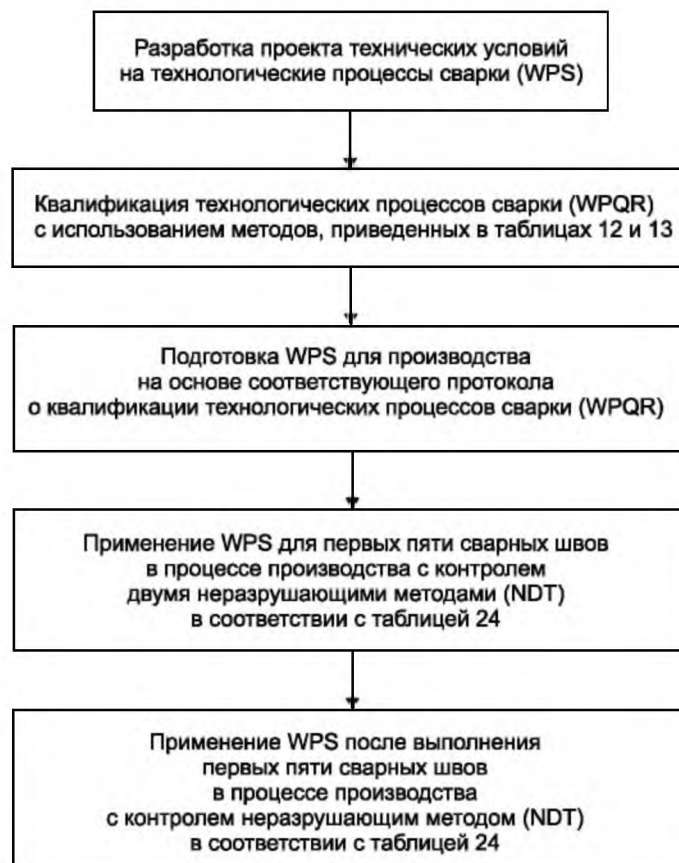 Разработка проекта технических условий
на технологические процессы сварки (WPS)
Квалификация технологических процессов сварки (WPQR)
с использованием методов, приведенных в таблицах 12 и 13
Подготовка WPS для производства
на основе соответствующего протокола
о квалификации технологических процессов сварки (WPQR)
Применение WPS для первых пяти сварных швов
в процессе производства с контролем
двумя неразрушающими методами (NDT)
в соответствии с таблицей 24
Применение WPS после выполнения
первых пяти сварных швов
в процессе производства
с контролем неразрушающим методом (NDT)
в соответствии с таблицей 24